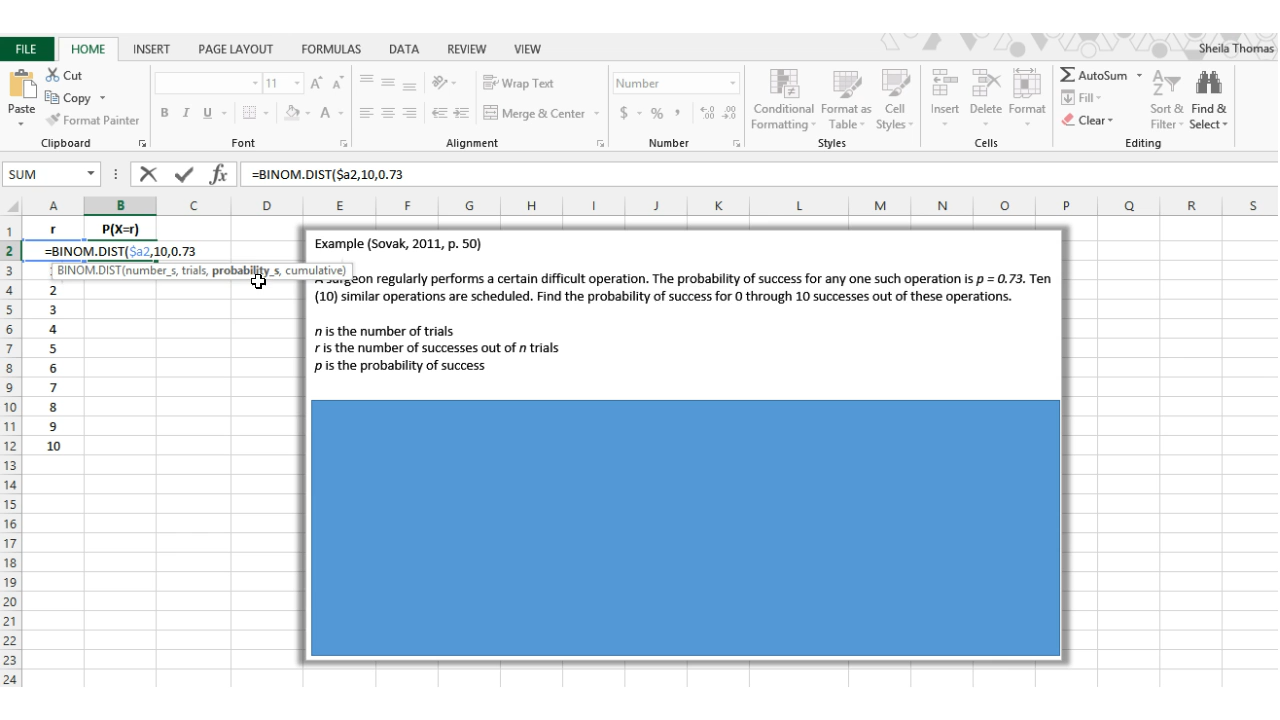 FILE HOME INSERT PAGE LAYOUT FORMULAS DATA REVIEW VIEW Sheila Thomas
Cut
Copy
Format Painter
Paste
Clipboard
11 A A
B I U A
Font
Wrap Text
Merge & Center
Alignment
Number
$ % , .0 .00 .00 .0
Number
Conditional Formatting
Format as Table
Cell Styles
Styles
Insert Delete Format
Cells
AutoSum
Fill
Clear
Sort & Filter
Find & Select
Editing
SUM fx =BINOM.DIST($a2,10,0.73
A B C D E F G H I J K L M N O P Q R S
1 r P(X=r)
2 =BINOM.DIST($a2,10,0.73
BINOM.DIST(number_s, trials, probability_s, cumulative)
3
4 2
5 3
6 4
7 5
8 6
9 7
10 8
11 9
12 10
13
14
15
16
17
18
19
20
21
22
23
24
Example (Sovak, 2011, p. 50)
A surgeon regularly performs a certain difficult operation. The probability of success for any one such operation is p = 0.73. Ten
(10) similar operations are scheduled. Find the probability of success for 0 through 10 successes out of these operations.
n is the number of trials
r is the number of successes out of n trials
p is the probability of success